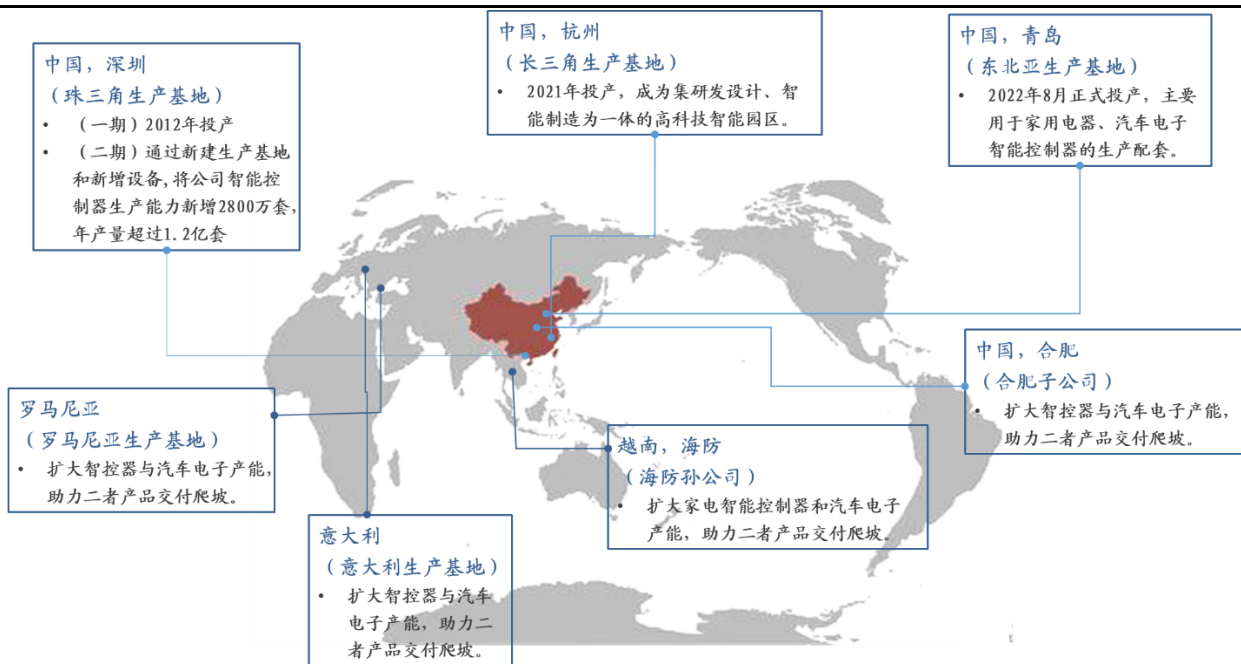 中国，深圳
（珠三角生产基地）
• （一期）2012年投产
• （二期）通过新建生产基地
和新增设备,将公司智能控
制器生产能力新增2800万套,
年产量超过1.2亿套
中国，杭州
（长三角生产基地）
• 2021年投产，成为集研发设计、智
能制造为一体的高科技智能园区。
中国，青岛
（东北亚生产基地）
• 2022年8月正式投产，主要
用于家用电器、汽车电子
智能控制器的生产配套。
中国，合肥
（合肥子公司）
• 扩大智控器与汽车电子产能，
助力二者产品交付爬坡。
罗马尼亚
（罗马尼亚生产基地）
• 扩大智控器与汽车电子产能，
助力二者产品交付爬坡。
越南，海防
（海防孙公司）
• 扩大家电智能控制器和汽车电子
产能，助力二者产品交付爬坡。
意大利
（意大利生产基地）
• 扩大智控器与汽车
电子产能，助力二
者产品交付爬坡。